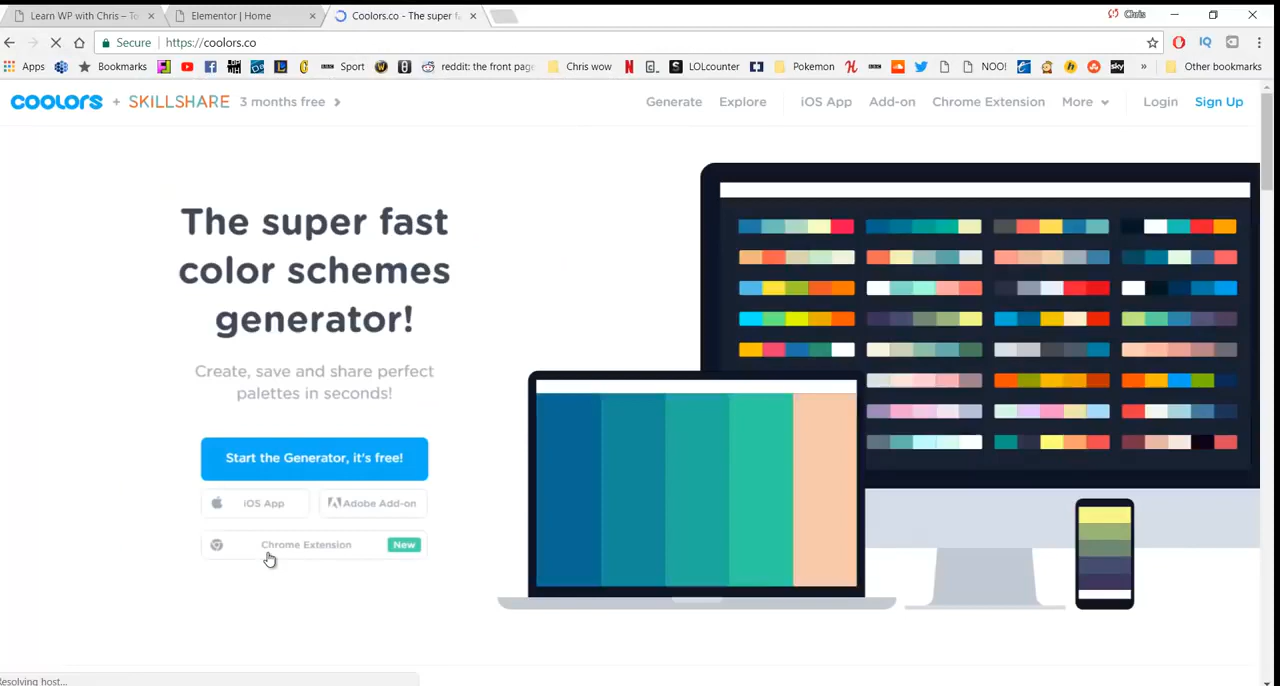 Learn WP with Chris – To
Elementor | Home
Coolors.co - The super f
Chris
Secure
https://coolors.co
Apps
Bookmarks
Sport
reddit: the front page
Chris wow
LOLcounter
Pokemon
NOO!
sky
»
Other bookmarks
coolors + SKILLSHARE 3 months free
Generate
Explore
iOS App
Add-on
Chrome Extension
More
Login
Sign Up
The super fast
color schemes
generator!
Create, save and share perfect
palettes in seconds!
Start the Generator, it's free!
iOS App
Adobe Add-on
Chrome Extension
New
Resolving host...